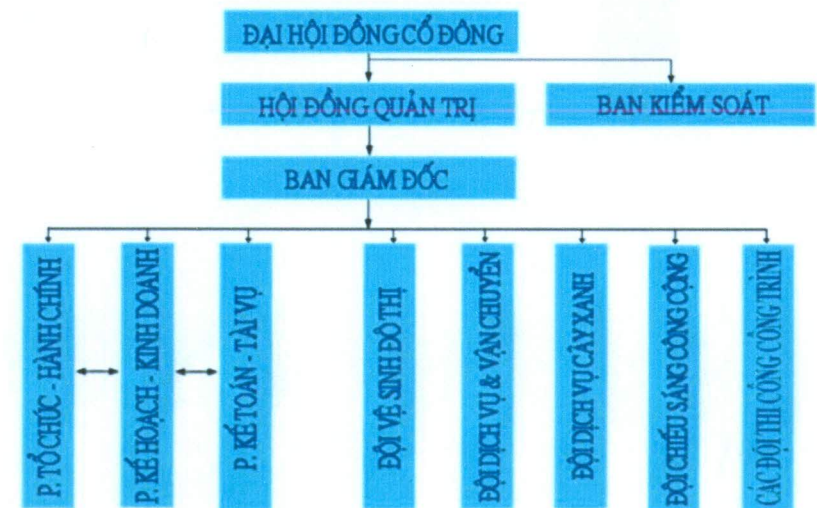 ĐẠI HỘI ĐỒNG CỔ ĐÔNG
HỘI ĐỒNG QUẢN TRỊ
BAN KIỂM SOÁT
BAN GIÁM ĐỐC
P. TỔ CHỨC - HÀNH CHÍNH
P. KẾ HOẠCH - KINH DOANH
P. KẾ TOÁN - TÀI VỤ
ĐỘI VỆ SINH ĐÔ THỊ
ĐỘI DỊCH VỤ & VẬN CHUYỂN
ĐỘI DỊCH VỤ CÂY XANH
ĐỘI CHIẾU SÁNG CÔNG CỘNG
CÁC ĐỘI THI CÔNG CÔNG TRÌNH